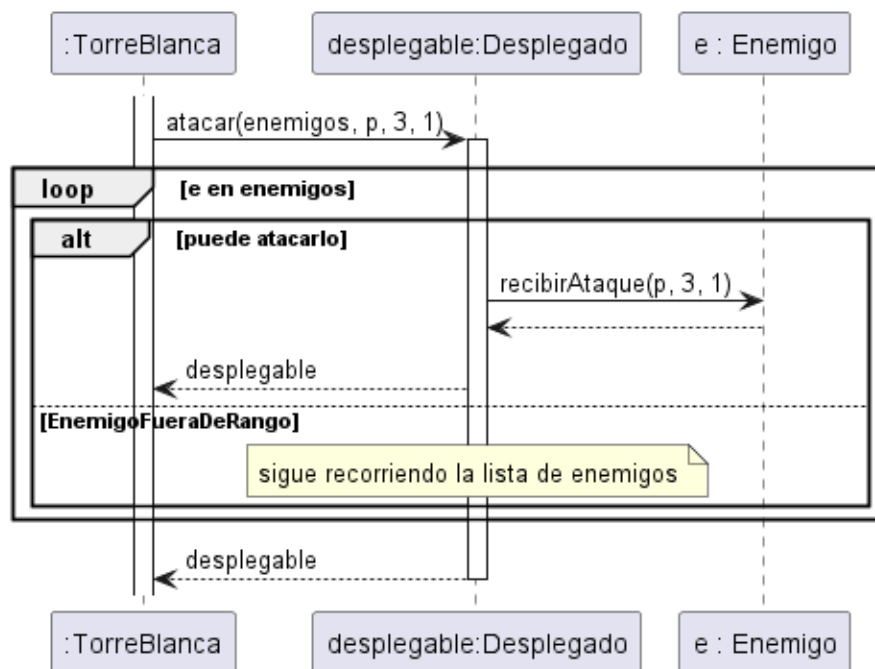 :TorreBlanca
desplegable:Desplegado
e : Enemigo
atacar(enemigos, p, 3, 1)
loop
[e en enemigos]
alt
[puede atacarlo]
recibirAtaque(p, 3, 1)
desplegable
[EnemigoFueraDeRango]
sigue recorriendo la lista de enemigos
desplegable
:TorreBlanca
desplegable:Desplegado
e : Enemigo